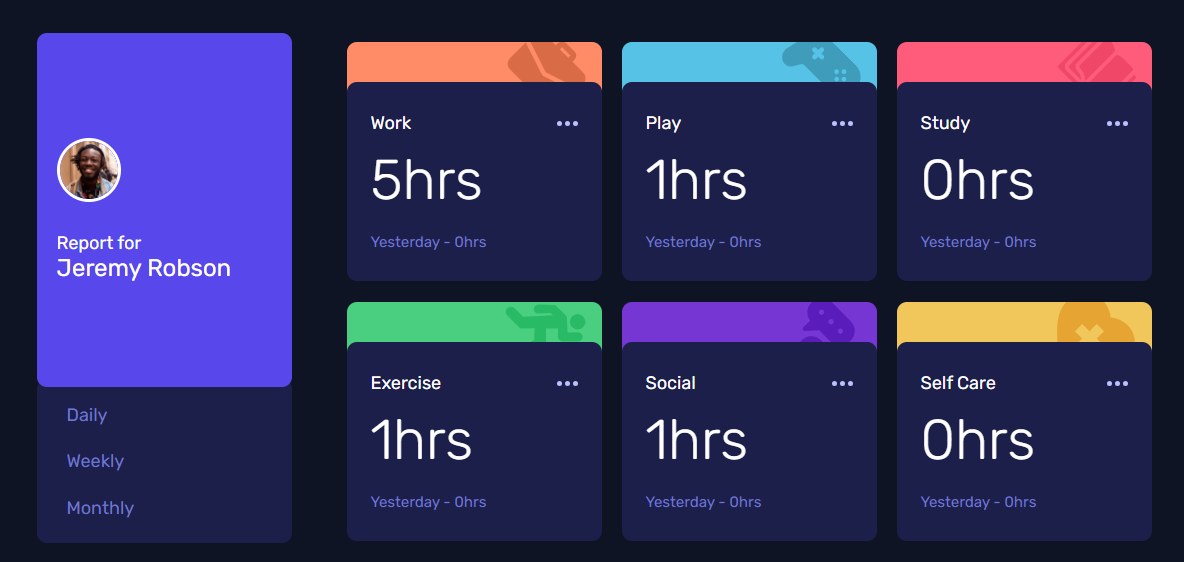 Report for
Jeremy Robson
Daily
Weekly
Monthly
Work
5hrs
Yesterday - 0hrs
Play
1hrs
Yesterday - 0hrs
Study
0hrs
Yesterday - 0hrs
Exercise
1hrs
Yesterday - 0hrs
Social
1hrs
Yesterday - 0hrs
Self Care
0hrs
Yesterday - 0hrs